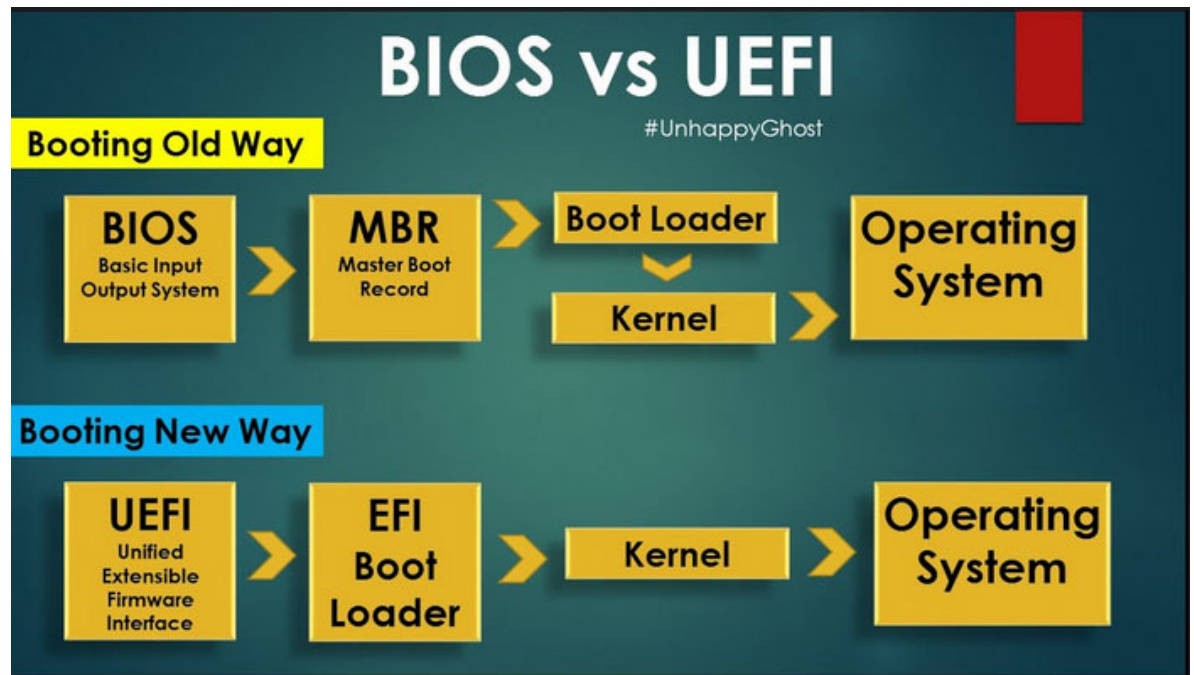 BIOS vs UEFI
#UnhappyGhost
Booting Old Way
BIOS
Basic Input
Output System
MBR
Master Boot
Record
Boot Loader
Kernel
Operating
System
Booting New Way
UEFI
Unified
Extensible
Firmware
Interface
EFI
Boot
Loader
Kernel
Operating
System